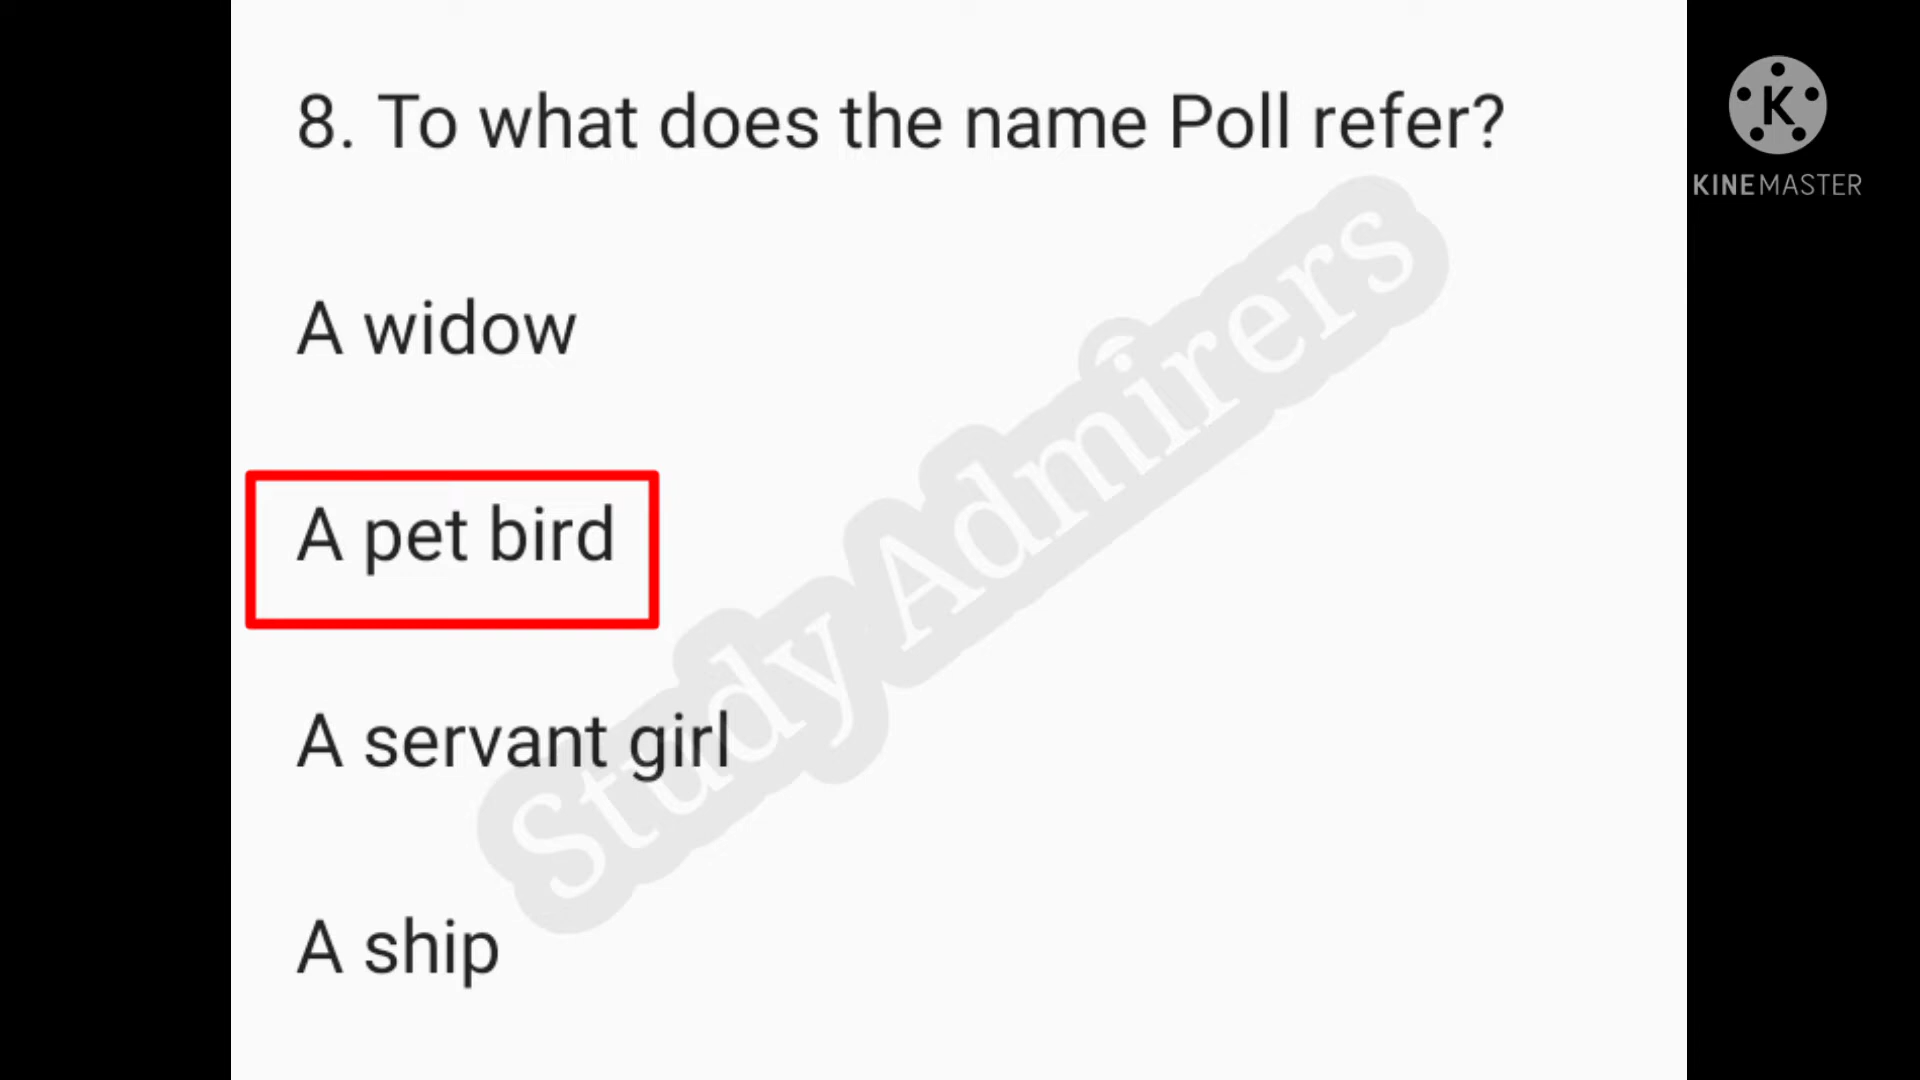 8. To what does the name Poll refer?
K
KINEMASTER
A widow
A pet bird
A servant girl
A ship
Study Admirers